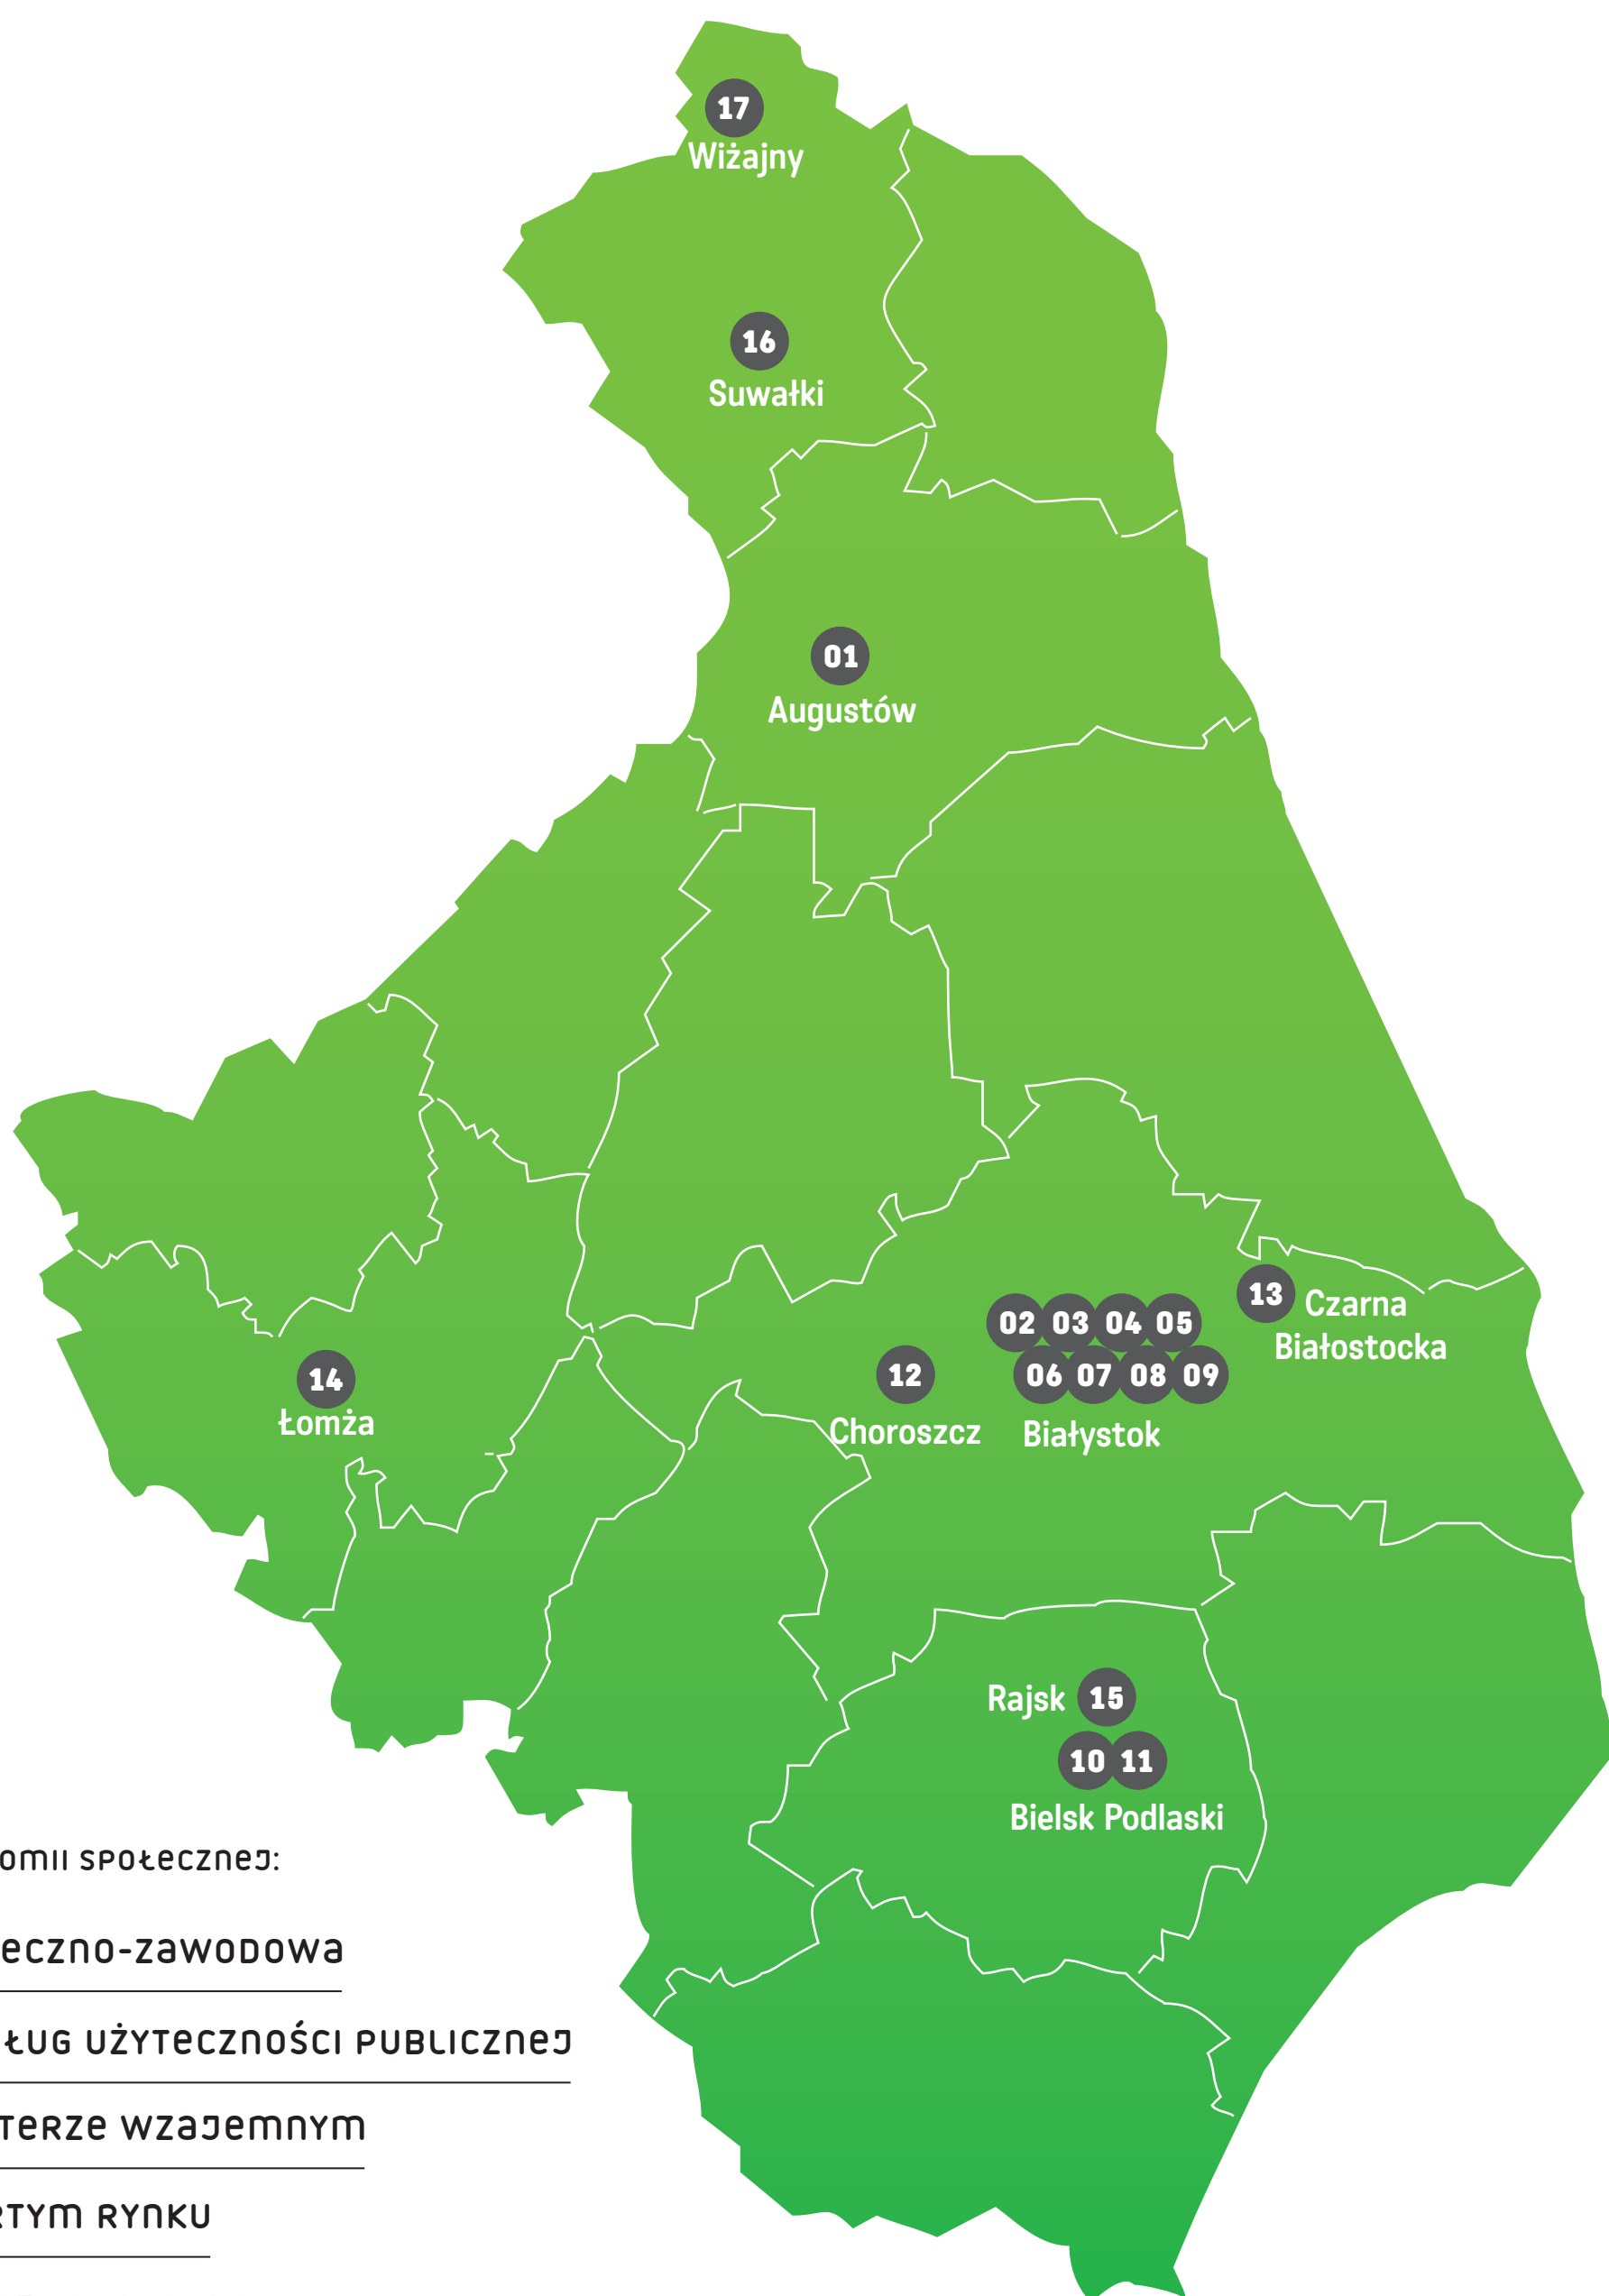 17
Wiżajny
16
Suwałki
01
Augustów
13 Czarna
Białostocka
02 03 04 05
06 07 08 09
Białystok
12
Choroszcz
14
Łomża
Rajsk 15
10 11
Bielsk Podlaski
omii społecznej:
eczno-zawodowa
ług użyteczności publicznej
terze wzajemnym
rtym rynku